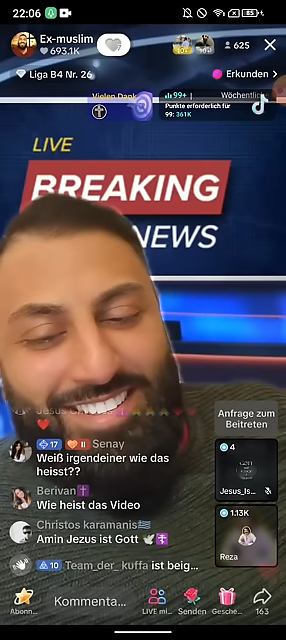 22:06
85
Ex-muslim
693.1K
625
Liga B4 Nr. 26
Erkunden >
Vielen Dank
99+
Wöchentlich
Punkte erforderlich für
99: 361K
LIVE
BREAKING
NEWS
Anfrage zum
Beitreten
17 Senay
Weiß irgendeiner wie das
heisst??
4
Jesus_Is...
Berivan
Wie heist das Video
Christos karamanis
Amin Jezus ist Gott
1.13K
Reza
10 Team_der_kuffa ist beig...
Abonn...
Kommenta...
LIVE mi...
Senden
Gesche...
163